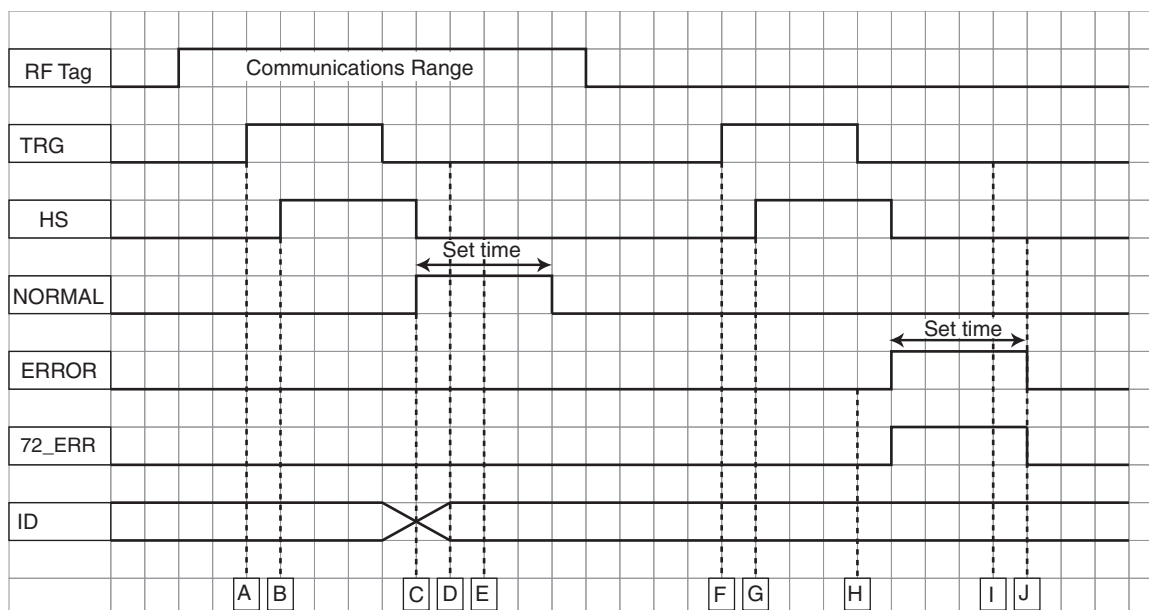 RF Tag
Communications Range
TRG
HS
Set time
NORMAL
Set time
ERROR
72_ERR
ID
A B C D E F G H I J